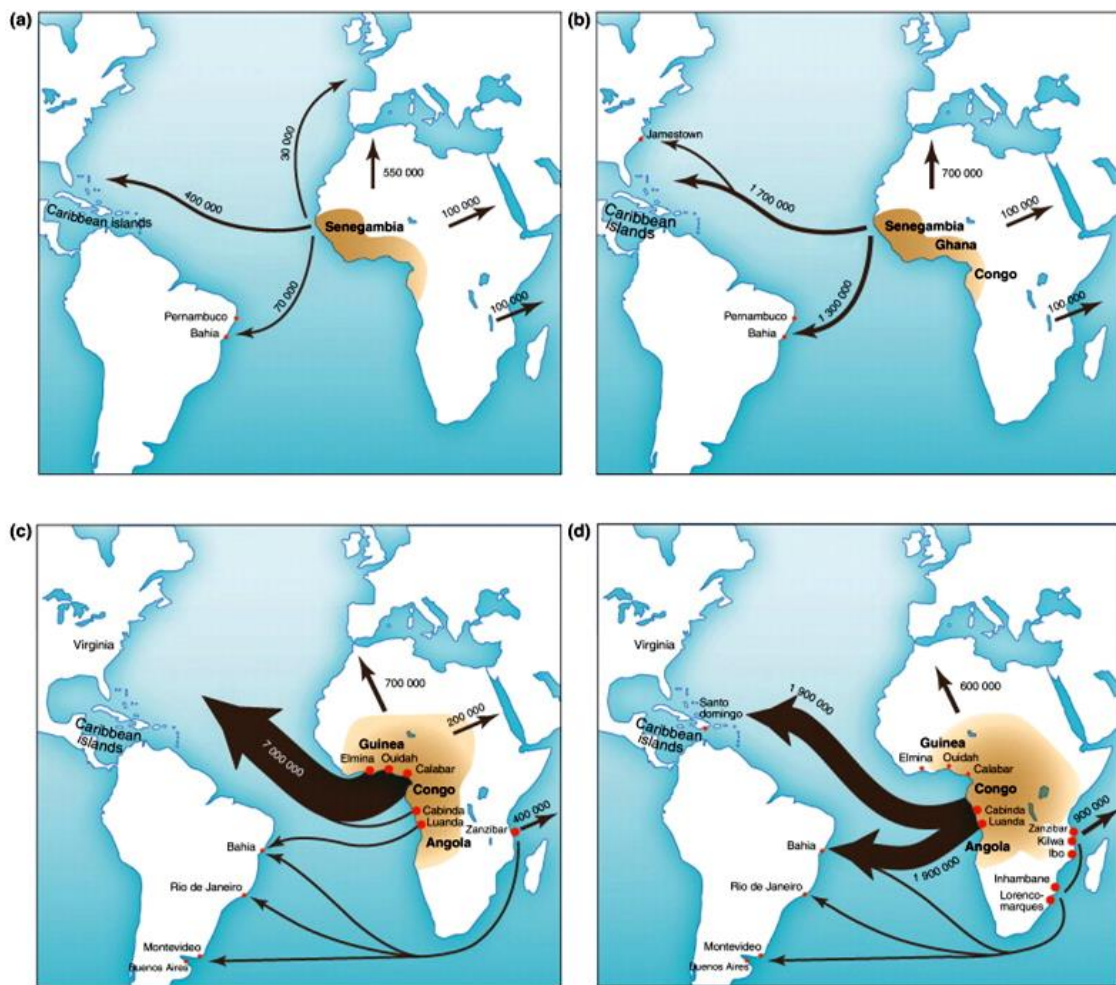 (a)
30 000
550 000
400 000
100 000
Caribbean islands
Senegambia
70 000
Pernambuco
Bahia
100 000
(b)
Jamestown
700 000
1 700 000
100 000
Caribbean
islands
Senegambia
Ghana
Congo
1 300 000
Pernambuco
Bahia
100 000
(c)
Virginia
700 000
200 000
Caribbean
islands
7 000 000
Guinea
Elmina
Ouidah
Calabar
Congo
Cabinda
Luanda
400 000
Zanzibar
Angola
Bahia
Rio de Janeiro
Montevideo
Buenos Aires
(d)
Virginia
600 000
1 900 000
Santo
domingo
Caribbean
islands
Guinea
Elmina
Ouidah
Calabar
Congo
Cabinda
Luanda
900 000
Zanzibar
Kilwa
Ibo
Angola
Bahia
1 900 000
Rio de Janeiro
Inhambane
Lorenco-
marques
Montevideo
Buenos Aires